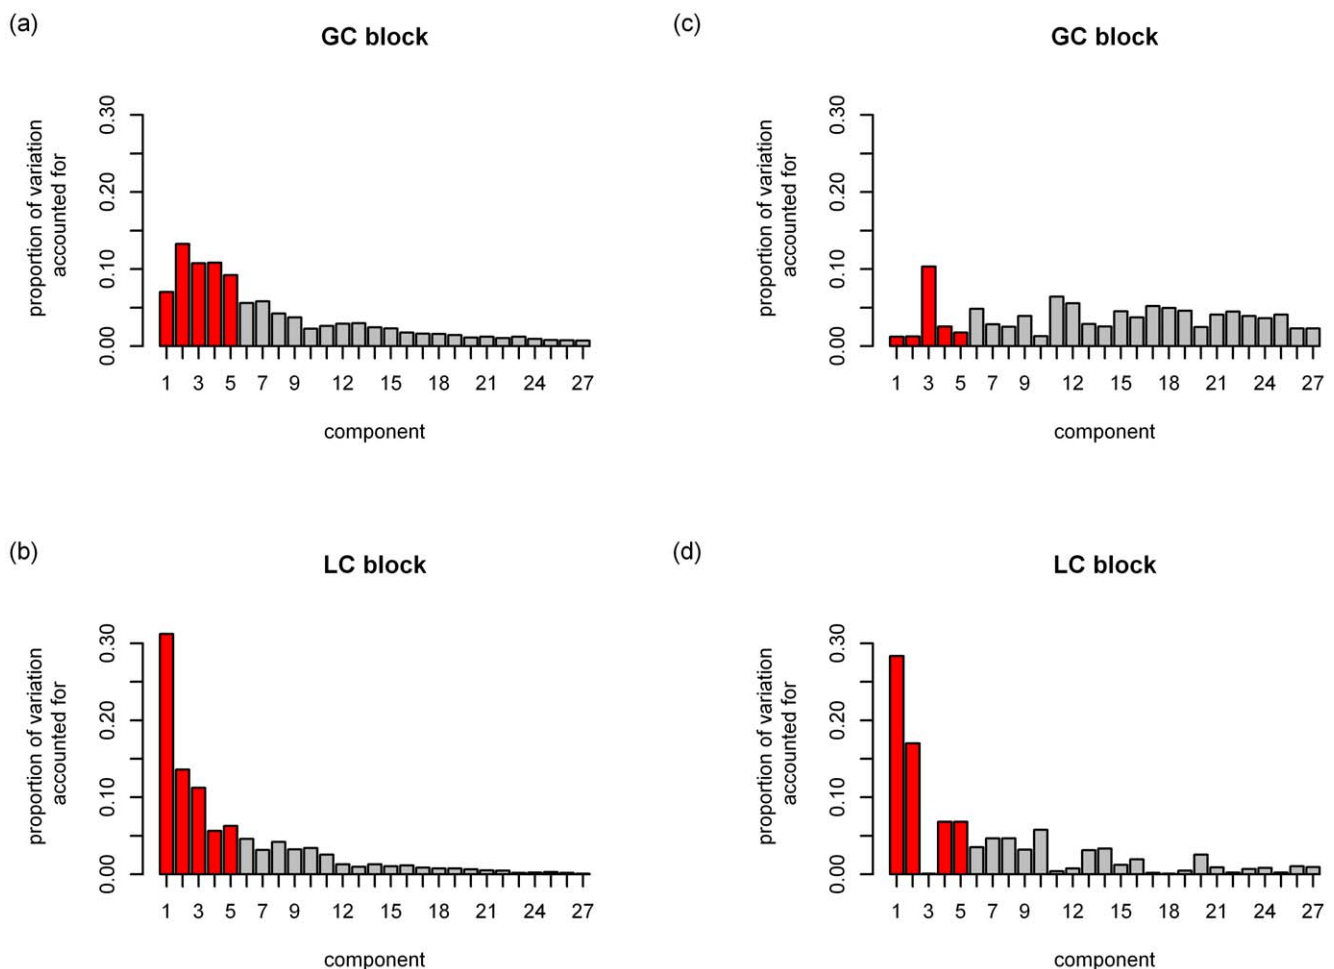 (a)
GC block
proportion of variation
accounted for
0.00 0.10 0.20 0.30
1 3 5 7 9 12 15 18 21 24 27
component
(c)
GC block
proportion of variation
accounted for
0.00 0.10 0.20 0.30
1 3 5 7 9 12 15 18 21 24 27
component
(b)
LC block
proportion of variation
accounted for
0.00 0.10 0.20 0.30
1 3 5 7 9 12 15 18 21 24 27
component
(d)
LC block
proportion of variation
accounted for
0.00 0.10 0.20 0.30
1 3 5 7 9 12 15 18 21 24 27
component